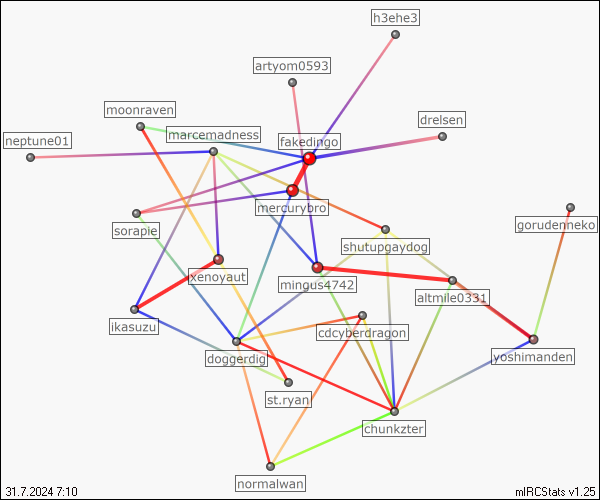 h3ehe3
artyom0593
moonraven
drelsen
marcemadness
neptune01
fakedingo
mercurybro
sorapie
gorudenneko
shutupgaydog
xenoyaut
mingus4742
altmile0331
ikasuzu
cdcyberdragon
doggerdig
yoshimanden
st.ryan
chunkzter
normalwan
31.7.2024 7:10
mIRCStats v1.25